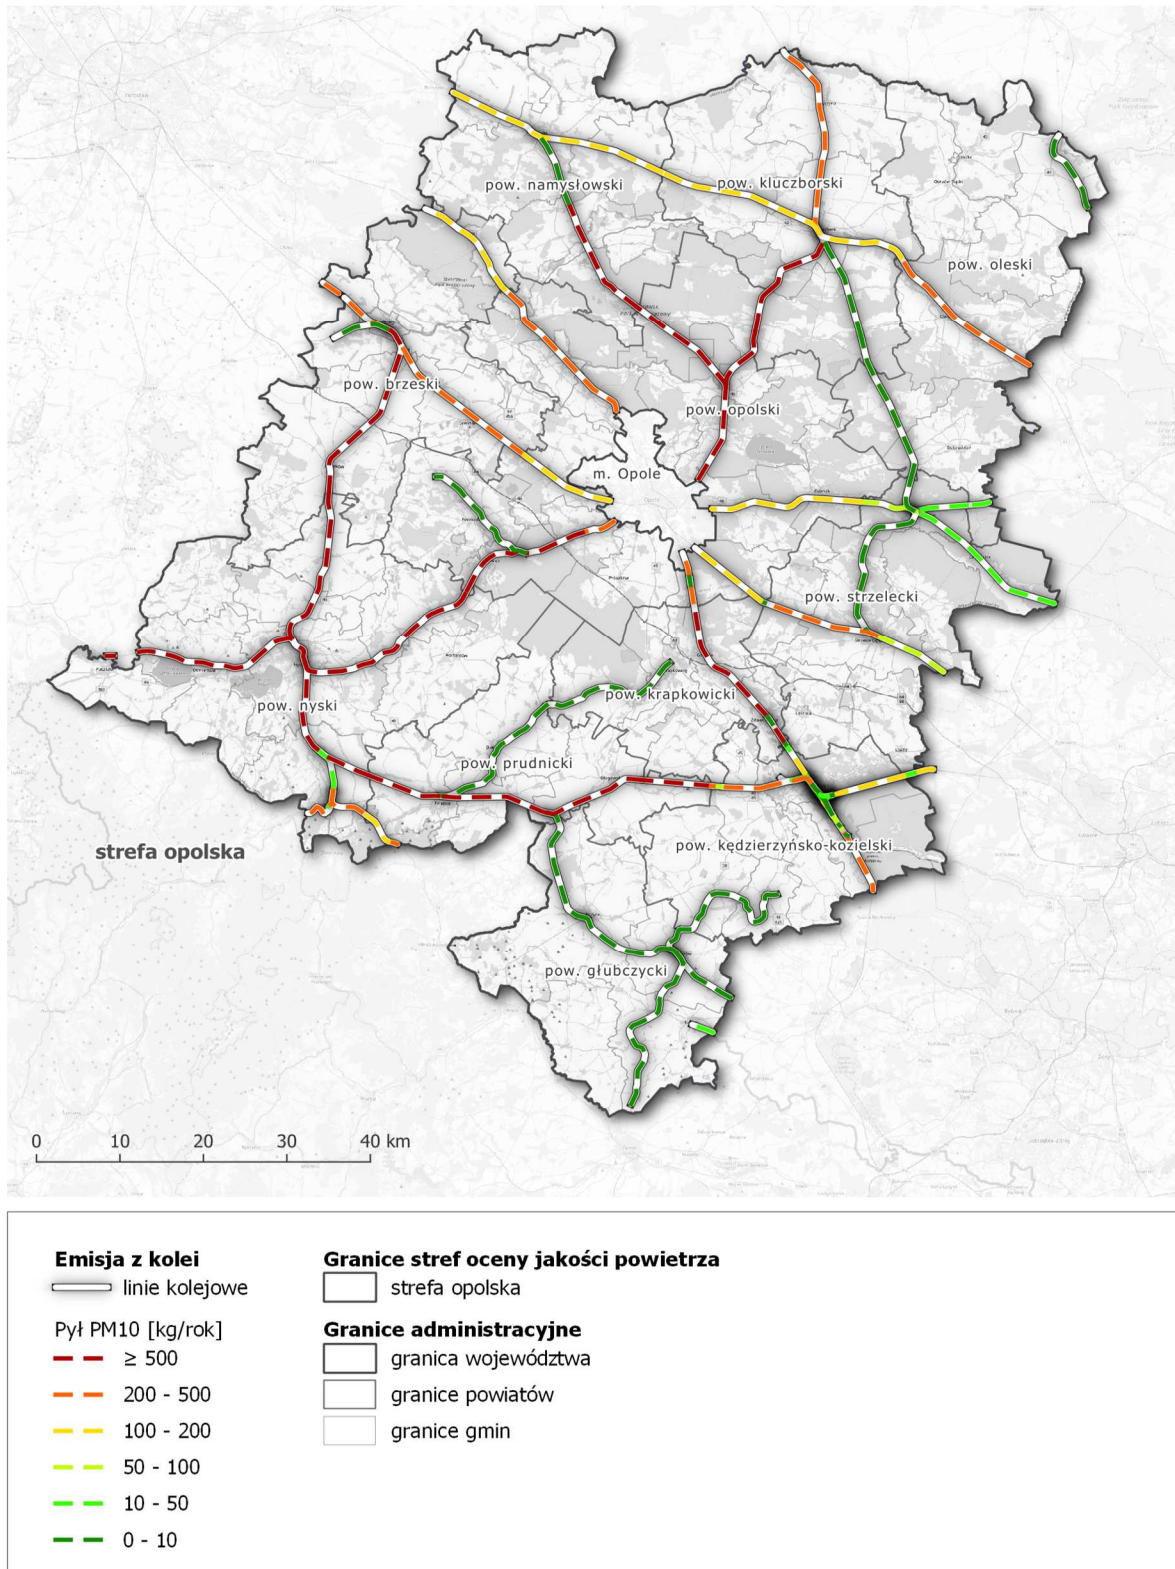 pow. namysłowski
pow. kluczborski
pow. oleski
pow. brzeski
pow. opolski
m. Opole
pow. strzelecki
pow. krapkowicki
pow. nyski
pow. prudnicki
pow. kędzierzyńsko-kozielski
strefa opolska
pow. głubczycki
0 10 20 30 40 km
Emisja z kolei
linie kolejowe
Pył PM10 [kg/rok]
≥ 500
200 - 500
100 - 200
50 - 100
10 - 50
0 - 10
Granice stref oceny jakości powietrza
strefa opolska
Granice administracyjne
granica województwa
granice powiatów
granice gmin